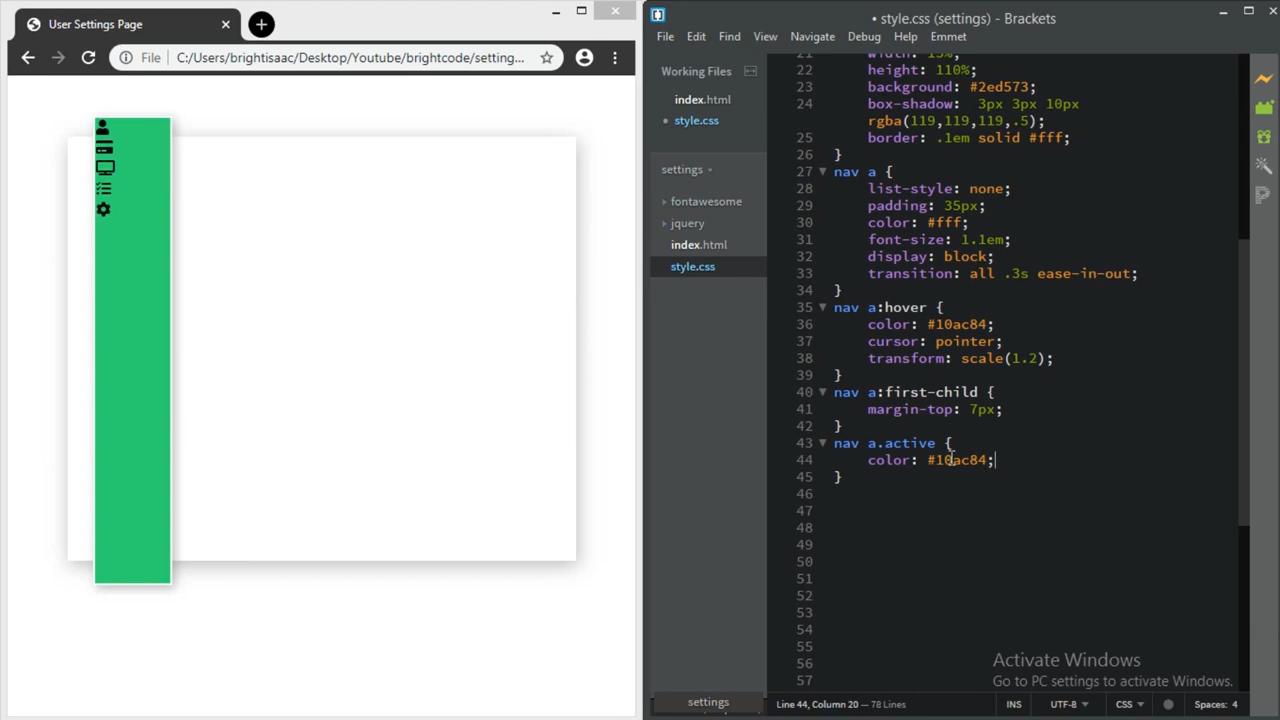 User Settings Page
File
C:/Users/brightisaac/Desktop/Youtube/brightcode/setting...
• style.css (settings) - Brackets
File Edit Find View Navigate Debug Help Emmet
Working Files
index.html
• style.css
settings
fontawesome
jquery
index.html
style.css
settings
22 height: 110%;
23 background: #2ed573;
24 box-shadow: 3px 3px 10px
rgba(119,119,119,.5);
25 border: .1em solid #fff;
26 }
27 nav a {
28 list-style: none;
29 padding: 35px;
30 color: #fff;
31 font-size: 1.1em;
32 display: block;
33 transition: all .3s ease-in-out;
34 }
35 nav a:hover {
36 color: #10ac84;
37 cursor: pointer;
38 transform: scale(1.2);
39 }
40 nav a:first-child {
41 margin-top: 7px;
42 }
43 nav a.active {
44 color: #10ac84;
45 }
46
47
48
49
50
51
52
53
54
55
56
57
Activate Windows
Go to PC settings to activate Windows.
Line 44, Column 20 — 78 Lines
INS UTF-8 CSS Spaces: 4